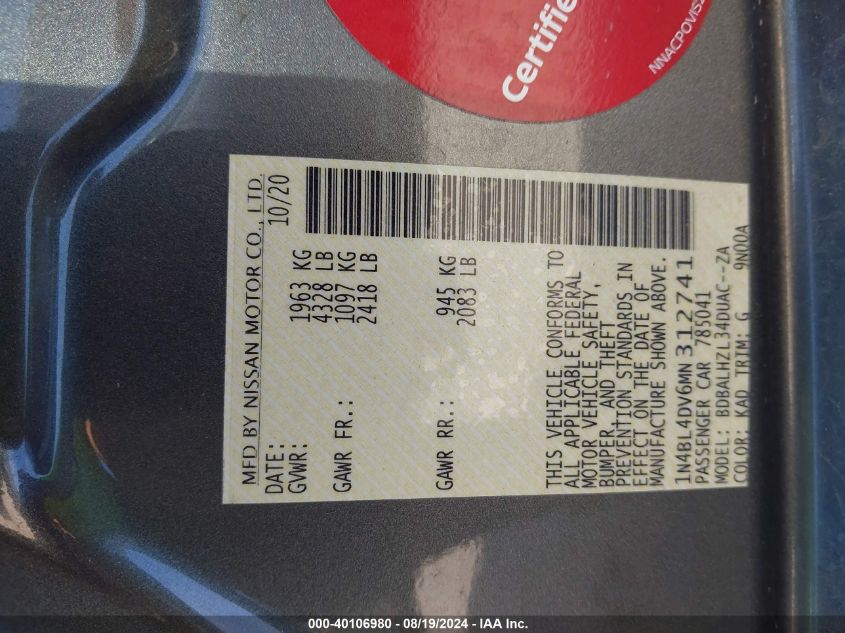 Certifie
NNACPOVIS2
MFD BY NISSAN MOTOR CO., LTD.
DATE: 10/20
GVWR: 1963 KG
4328 LB
GAWR FR.: 1097 KG
2418 LB
GAWR RR.: 945 KG
2083 LB
THIS VEHICLE CONFORMS TO
ALL APPLICABLE FEDERAL
MOTOR VEHICLE SAFETY,
BUMPER, AND THEFT
PREVENTION STANDARDS IN
EFFECT ON THE DATE OF
MANUFACTURE SHOWN ABOVE.
1N4BL4DV6MN312741
PASSENGER CAR 785041
MODEL: BDBALHZL34DUAC--ZA
COLOR: KAD TRIM: G 9N00A
000-40106980 - 08/19/2024 - IAA Inc.